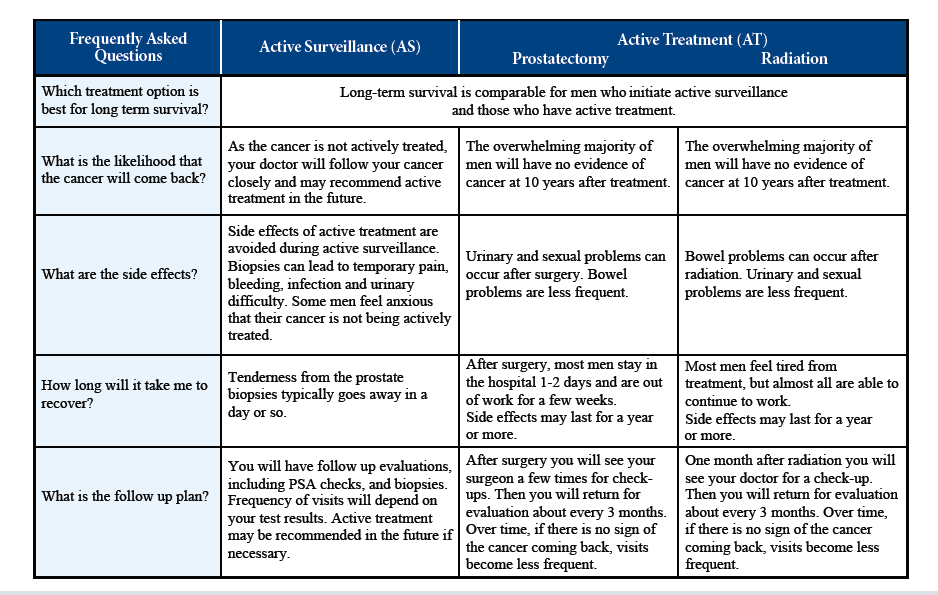 Frequently Asked
Questions
Active Surveillance (AS)
Active Treatment (AT)
Prostatectomy
Radiation
Which treatment option is
best for long term survival?
Long-term survival is comparable for men who initiate active surveillance
and those who have active treatment.
What is the likelihood that
the cancer will come back?
As the cancer is not actively treated,
your doctor will follow your cancer
closely and may recommend active
treatment in the future.
The overwhelming majority of
men will have no evidence of
cancer at 10 years after treatment.
The overwhelming majority of
men will have no evidence of
cancer at 10 years after treatment.
What are the side effects?
Side effects of active treatment are
avoided during active surveillance.
Biopsies can lead to temporary pain,
bleeding, infection and urinary
difficulty. Some men feel anxious
that their cancer is not being actively
treated.
Urinary and sexual problems can
occur after surgery. Bowel
problems are less frequent.
Bowel problems can occur after
radiation. Urinary and sexual
problems are less frequent.
How long will it take me to
recover?
Tenderness from the prostate
biopsies typically goes away in a
day or so.
After surgery, most men stay in
the hospital 1-2 days and are out
of work for a few weeks.
Side effects may last for a year
or more.
Most men feel tired from
treatment, but almost all are able to
continue to work.
Side effects may last for a year
or more.
What is the follow up plan?
You will have follow up evaluations,
including PSA checks, and biopsies.
Frequency of visits will depend on
your test results. Active treatment
may be recommended in the future if
necessary.
After surgery you will see your
surgeon a few times for check-
ups. Then you will return for
evaluation about every 3 months.
Over time, if there is no sign of
the cancer coming back, visits
become less frequent.
One month after radiation you will
see your doctor for a check-up.
Then you will return for evaluation
about every 3 months. Over time,
if there is no sign of the cancer
coming back, visits become less
frequent.